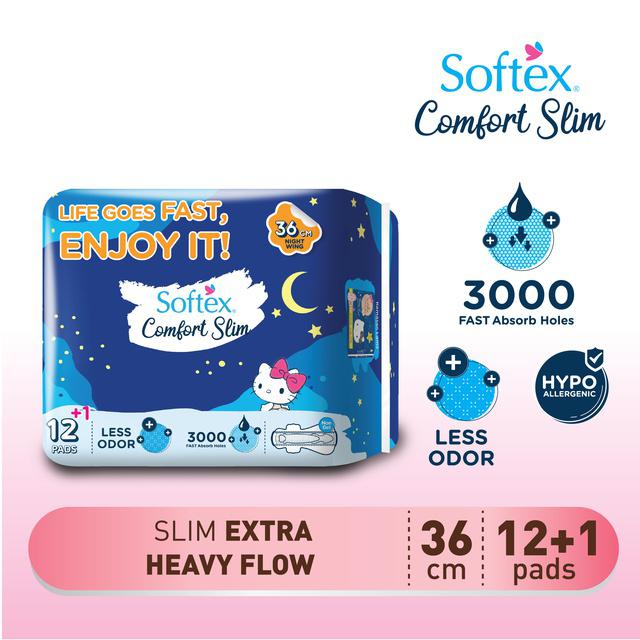 Softex®
Comfort Slim
LIFE GOES FAST,
ENJOY IT!
36 CM
NIGHT
WING
Softex®
Comfort Slim
12+1
PADS
LESS
ODOR
3000
FAST Absorb Holes
Non
Gel
3000
FAST Absorb Holes
LESS
ODOR
HYPO
ALLERGENIC
SLIM EXTRA
HEAVY FLOW
36
cm
12+1
pads